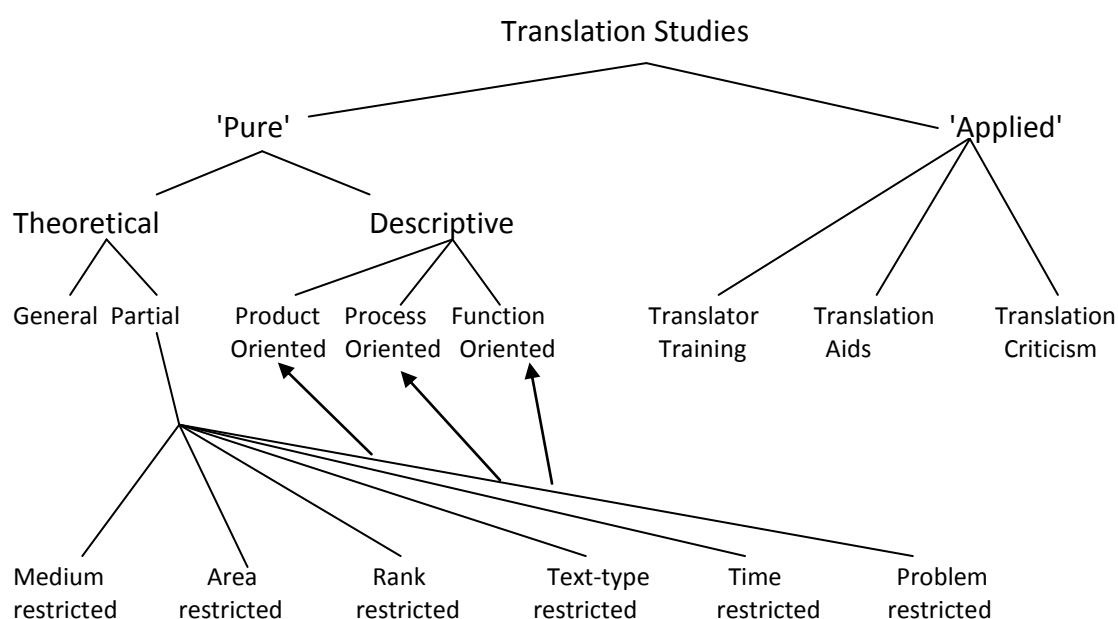 Translation Studies
'Pure' 'Applied'
Theoretical Descriptive
General Partial Product Process Function Translator Translation Translation
Oriented Oriented Oriented Training Aids Criticism
Medium Area Rank Text-type Time Problem
restricted restricted restricted restricted restricted restricted